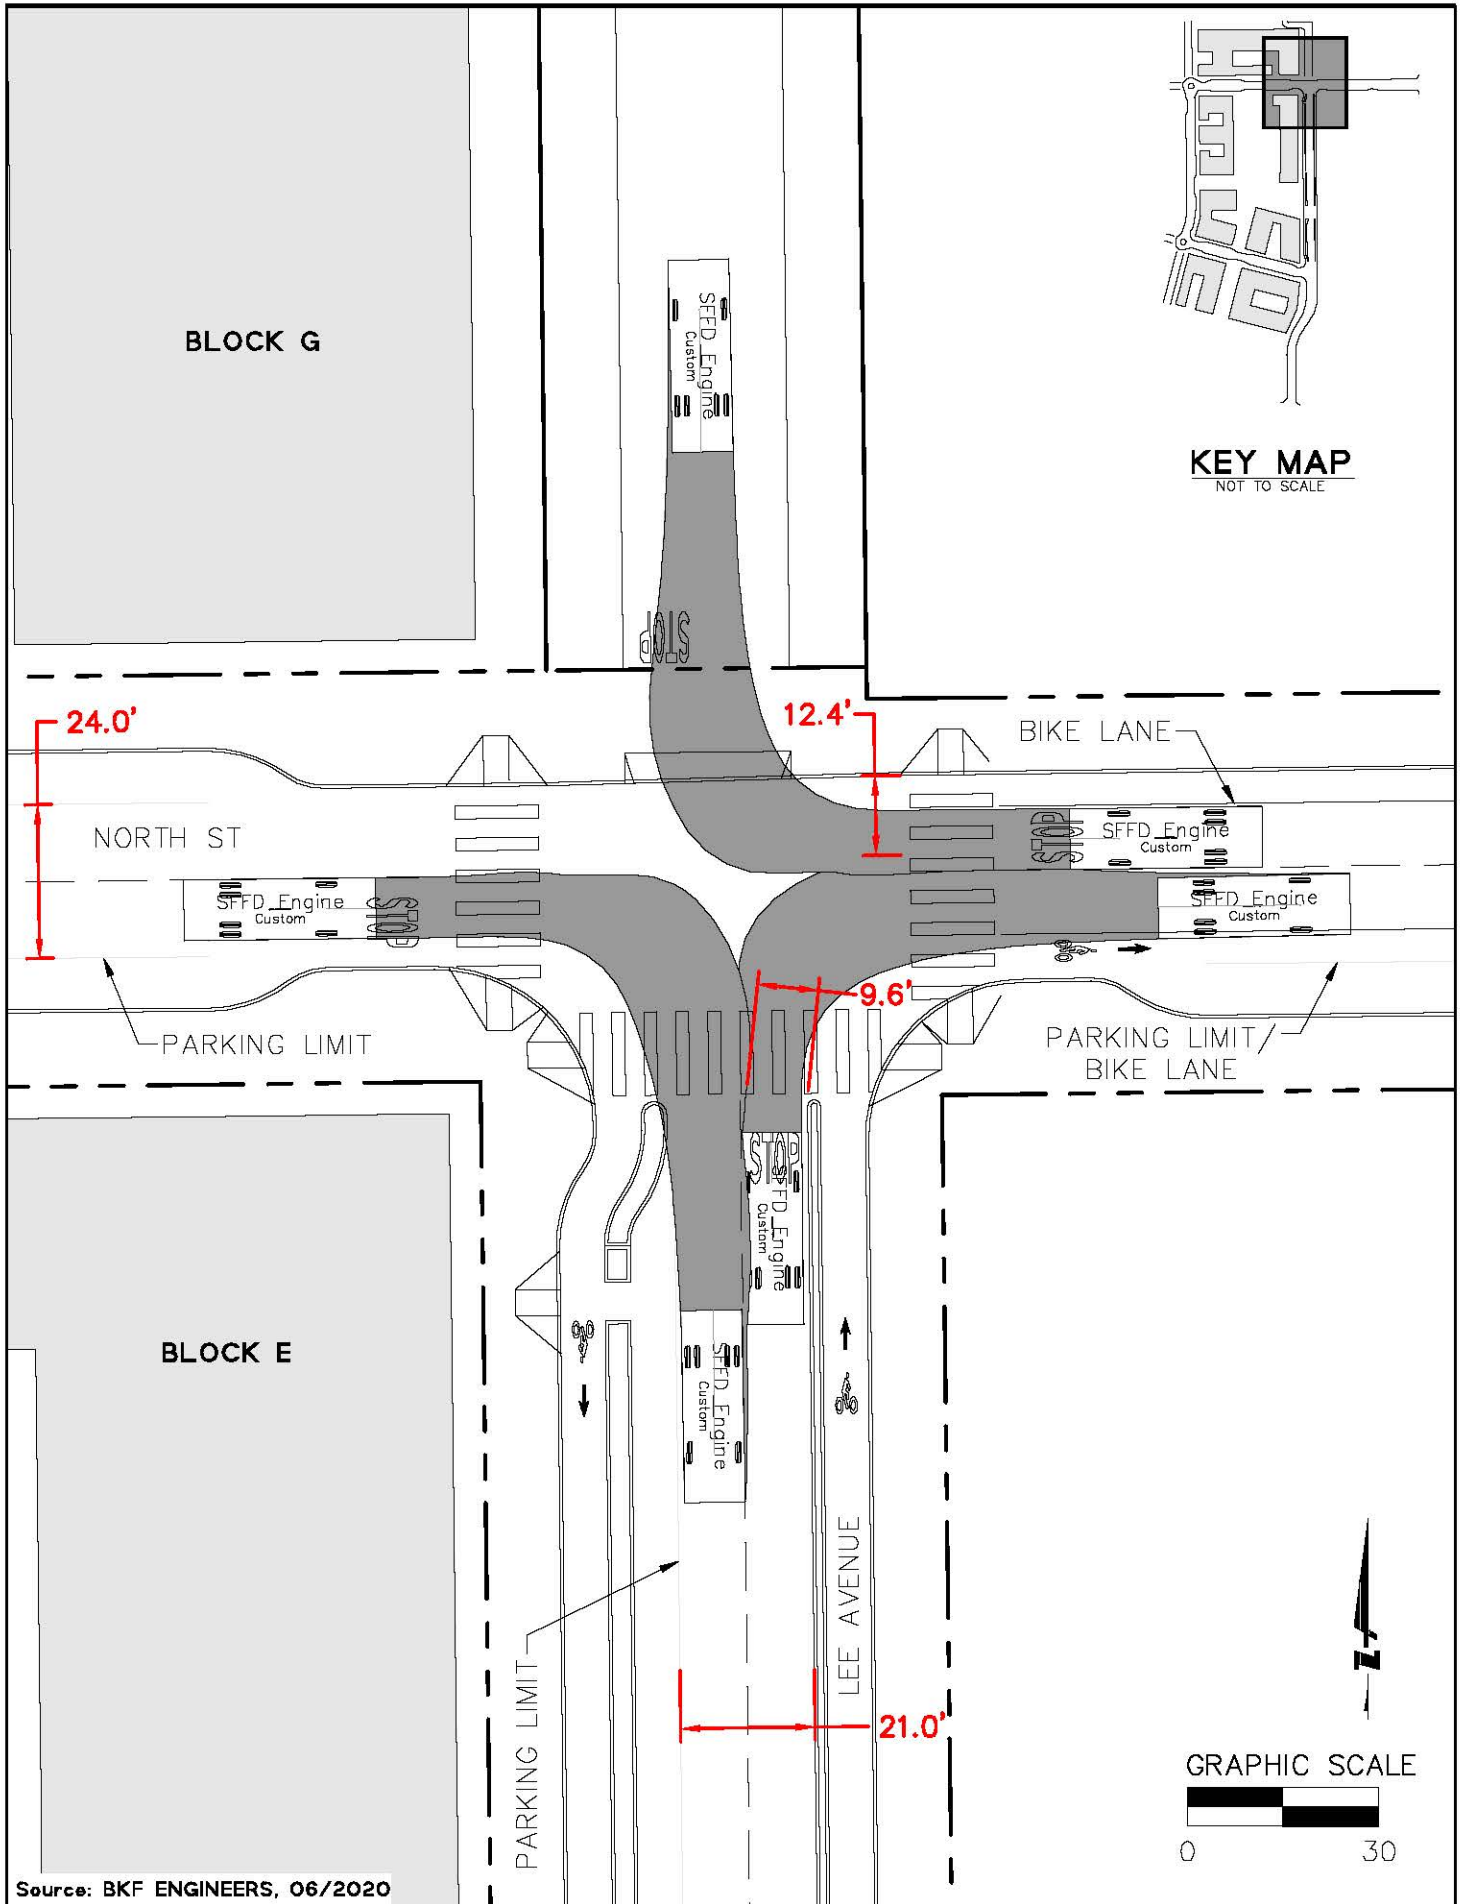 BLOCK G
SFFD_Engine
Custom
KEY MAP
NOT TO SCALE
STOP
24.0'
12.4'
BIKE LANE
NORTH ST
STOP
SFFD_Engine
Custom
SFFD_Engine
Custom
STOP
SFFD_Engine
Custom
9.6'
PARKING LIMIT
PARKING LIMIT
BIKE LANE
STOP
SFFD_Engine
Custom
BLOCK E
SFFD_Engine
Custom
LEE AVENUE
PARKING LIMIT
21.0'
GRAPHIC SCALE
0 30
Source: BKF ENGINEERS, 06/2020